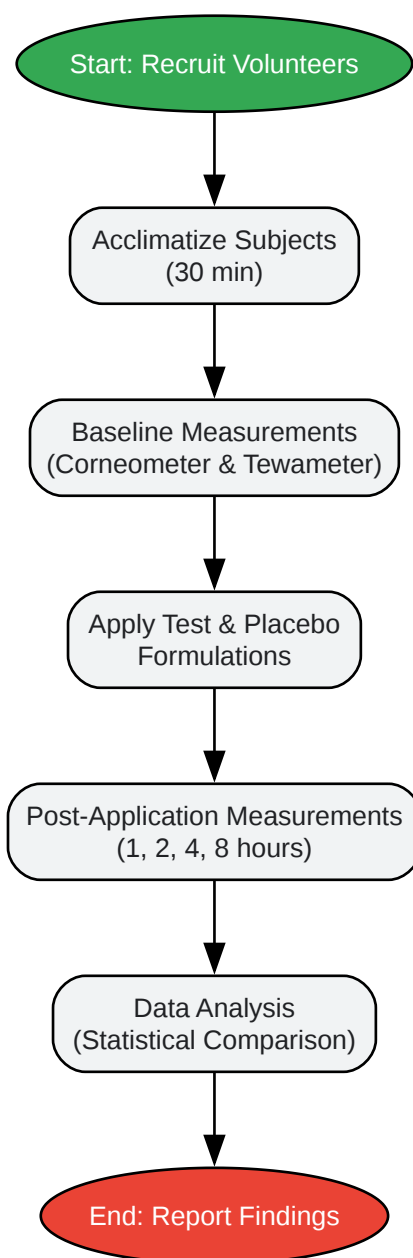 Start: Recruit Volunteers
Acclimatize Subjects
(30 min)
Baseline Measurements
(Corneometer & Tewameter)
Apply Test & Placebo
Formulations
Post-Application Measurements
(1, 2, 4, 8 hours)
Data Analysis
(Statistical Comparison)
End: Report Findings